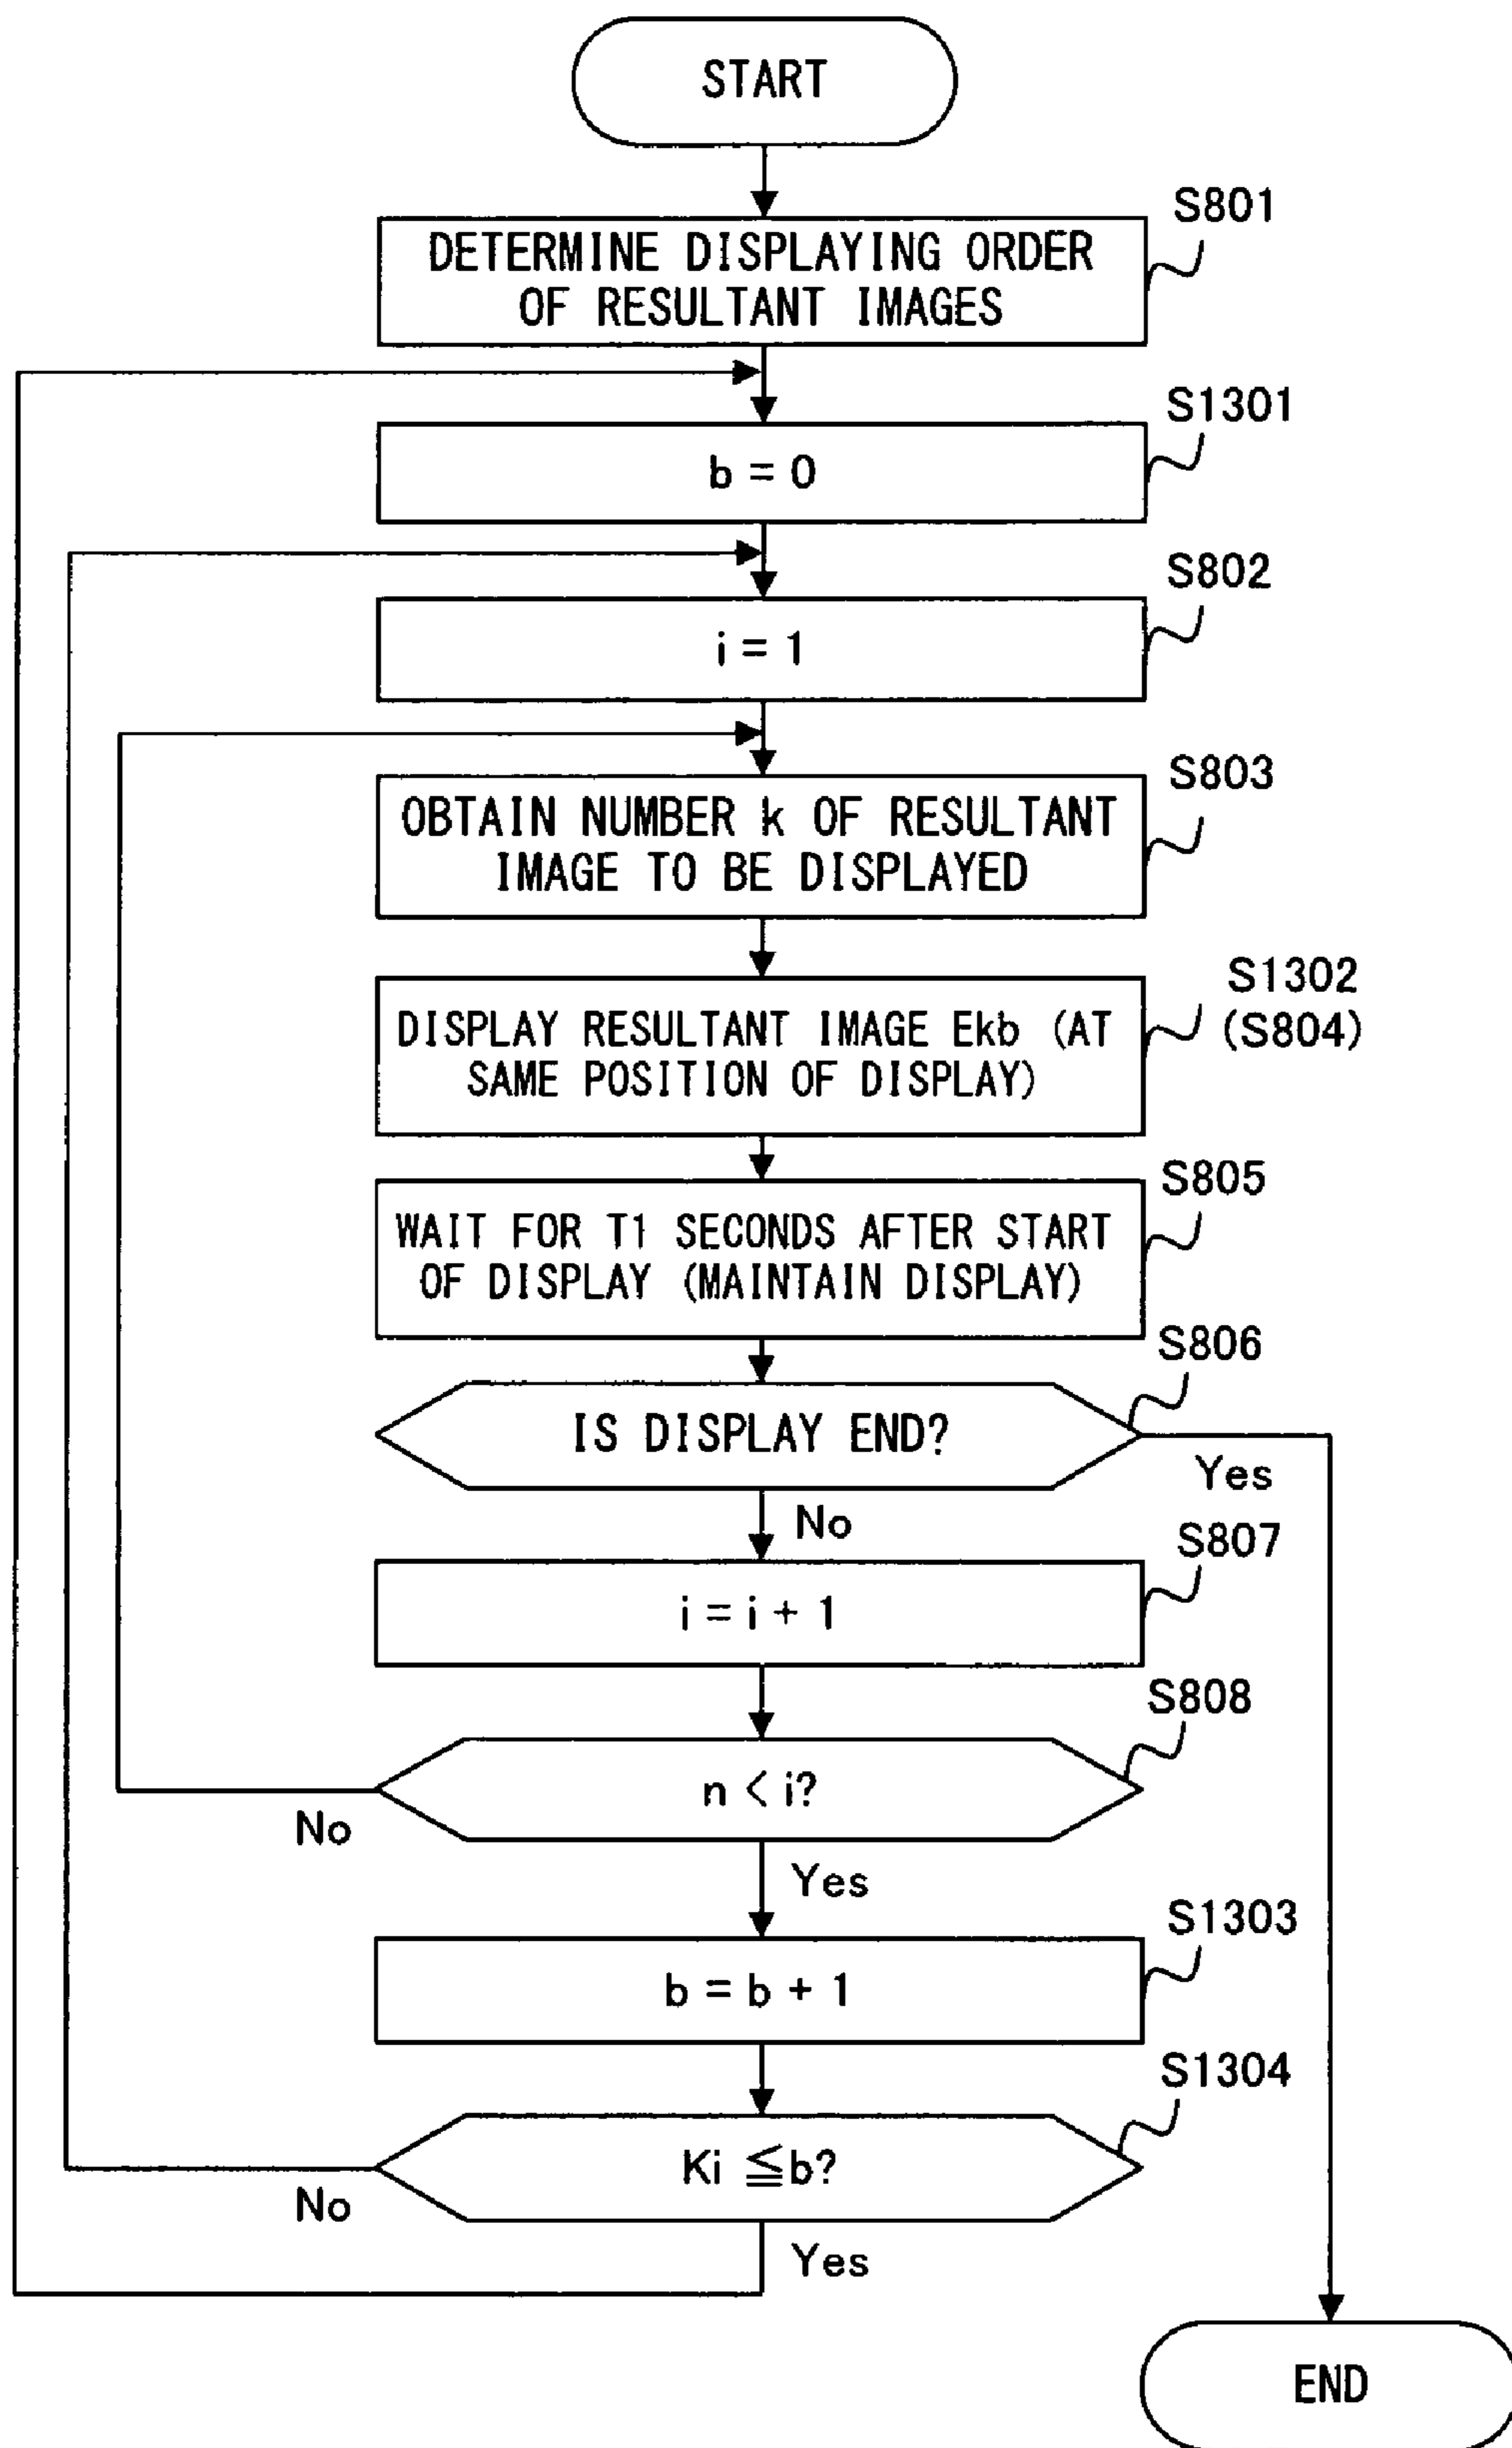 START
S801
DETERMINE DISPLAYING ORDER
OF RESULTANT IMAGES
S1301
b = 0
S802
i = 1
S803
OBTAIN NUMBER k OF RESULTANT
IMAGE TO BE DISPLAYED
S1302
(S804)
DISPLAY RESULTANT IMAGE Ekb (AT
SAME POSITION OF DISPLAY)
S805
WAIT FOR T1 SECONDS AFTER START
OF DISPLAY (MAINTAIN DISPLAY)
S806
IS DISPLAY END?
Yes
No
S807
i = i + 1
S808
n < i?
No
Yes
S1303
b = b + 1
S1304
Ki ≦b?
No
Yes
END